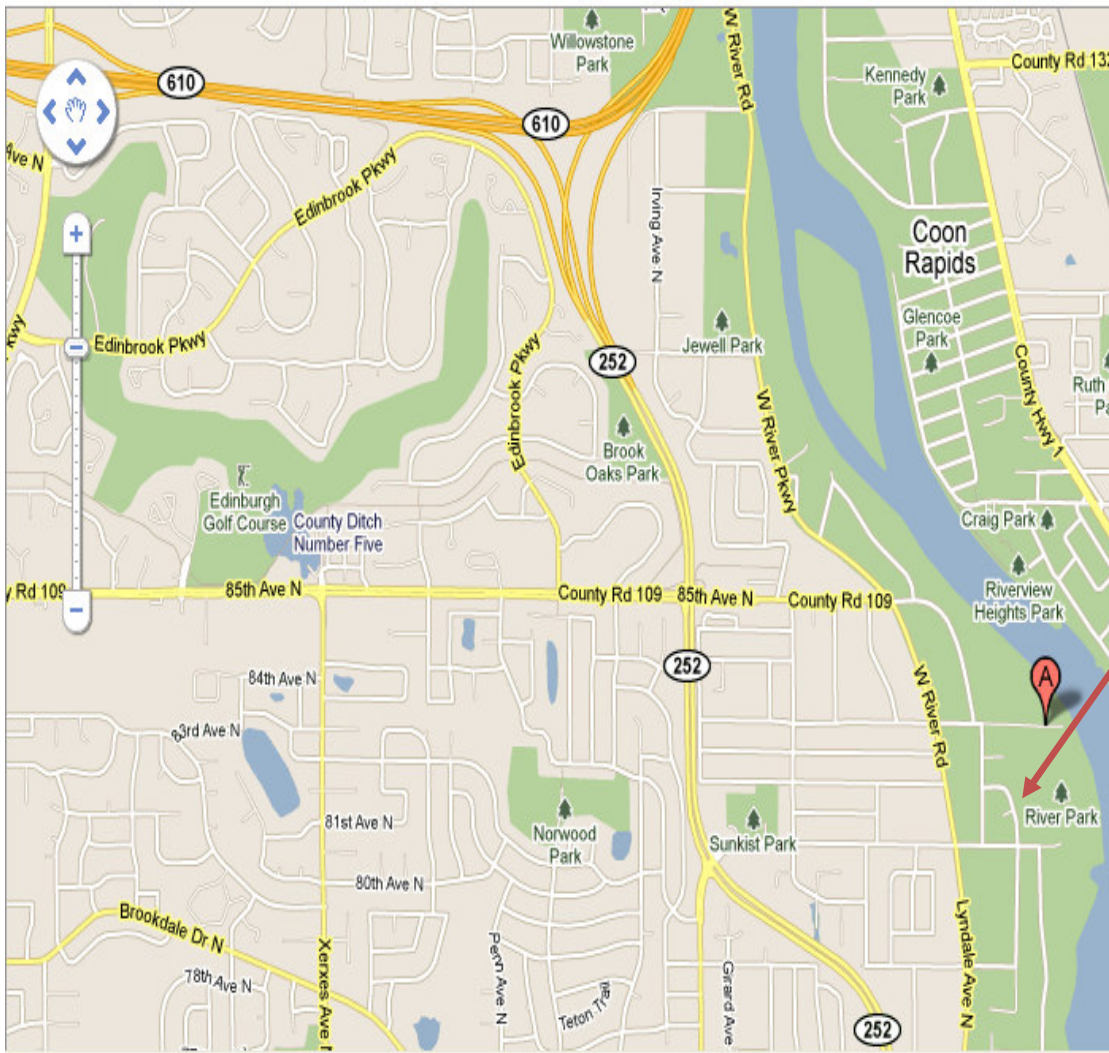 Willowstone
Park
W River Rd
County Rd 132
Kennedy
Park
610
610
Ave N
Edinbrook Pkwy
Irving Ave N
Coon
Rapids
+
Edinbrook Pkwy
Pkwy
−
252
Jewell Park
Glencoe
Park
County Hwy 1
Ruth
Edinbrook Pkwy
W River Pkwy
Brook
Oaks Park
Edinburgh
Golf Course
County Ditch
Number Five
Craig Park
Riverview
Heights Park
y Rd 109
85th Ave N
County Rd 109
85th Ave N
County Rd 109
−
252
A
84th Ave N
W River Rd
83rd Ave N
81st Ave N
Norwood
Park
Sunkist Park
River Park
80th Ave N
Brookdale Dr N
Xerxes Ave N
Penn Ave N
Lyndale Ave N
78th Ave N
Teton Tra
Girard Ave
252